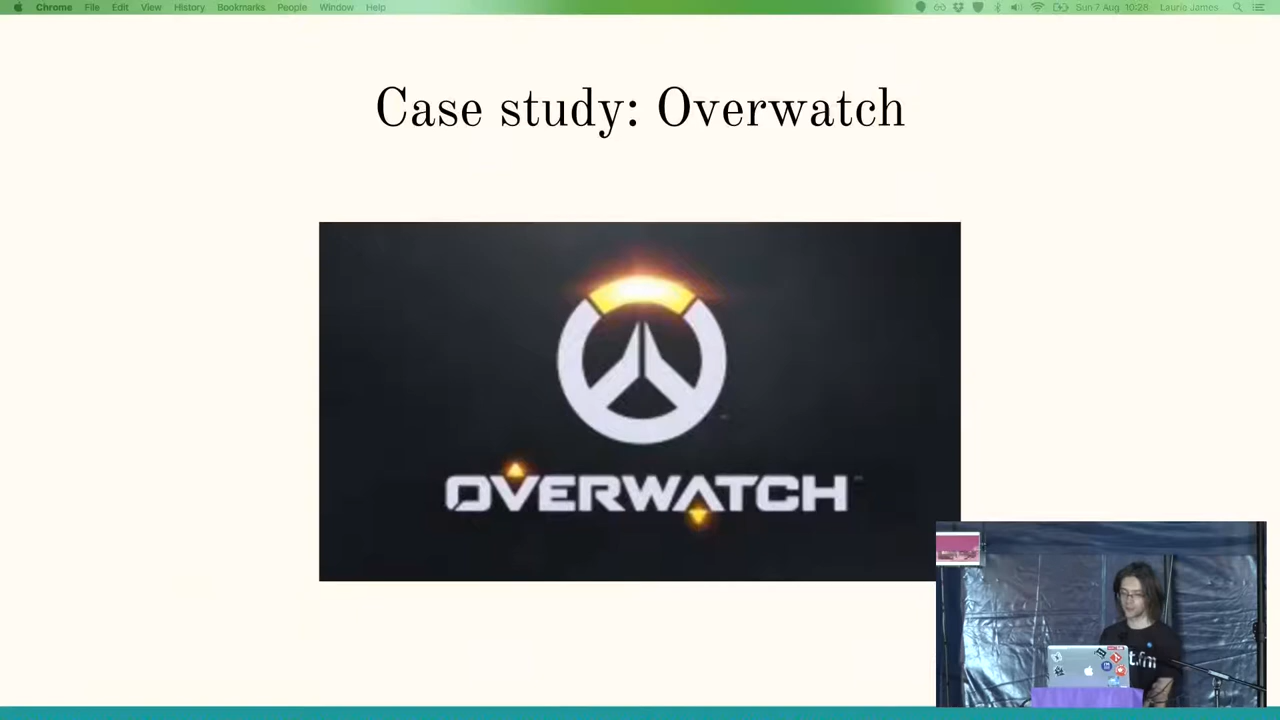 Chrome File Edit View History Bookmarks People Window Help Sun 7 Aug 10:28 Laurie James
Case study: Overwatch
OVERWATCH
t.fm